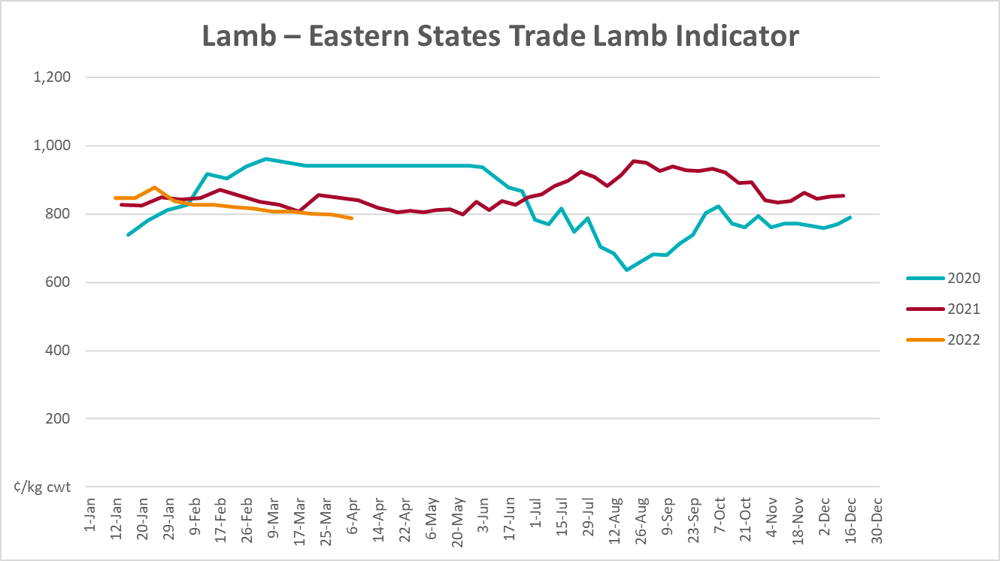 Lamb – Eastern States Trade Lamb Indicator
1,200
1,000
800
600
400
200
¢/kg cwt
1-Jan
12-Jan
20-Jan
29-Jan
9-Feb
17-Feb
26-Feb
9-Mar
17-Mar
25-Mar
6-Apr
14-Apr
22-Apr
6-May
20-May
3-Jun
17-Jun
1-Jul
15-Jul
29-Jul
12-Aug
26-Aug
9-Sep
23-Sep
7-Oct
21-Oct
4-Nov
18-Nov
2-Dec
16-Dec
30-Dec
2020
2021
2022